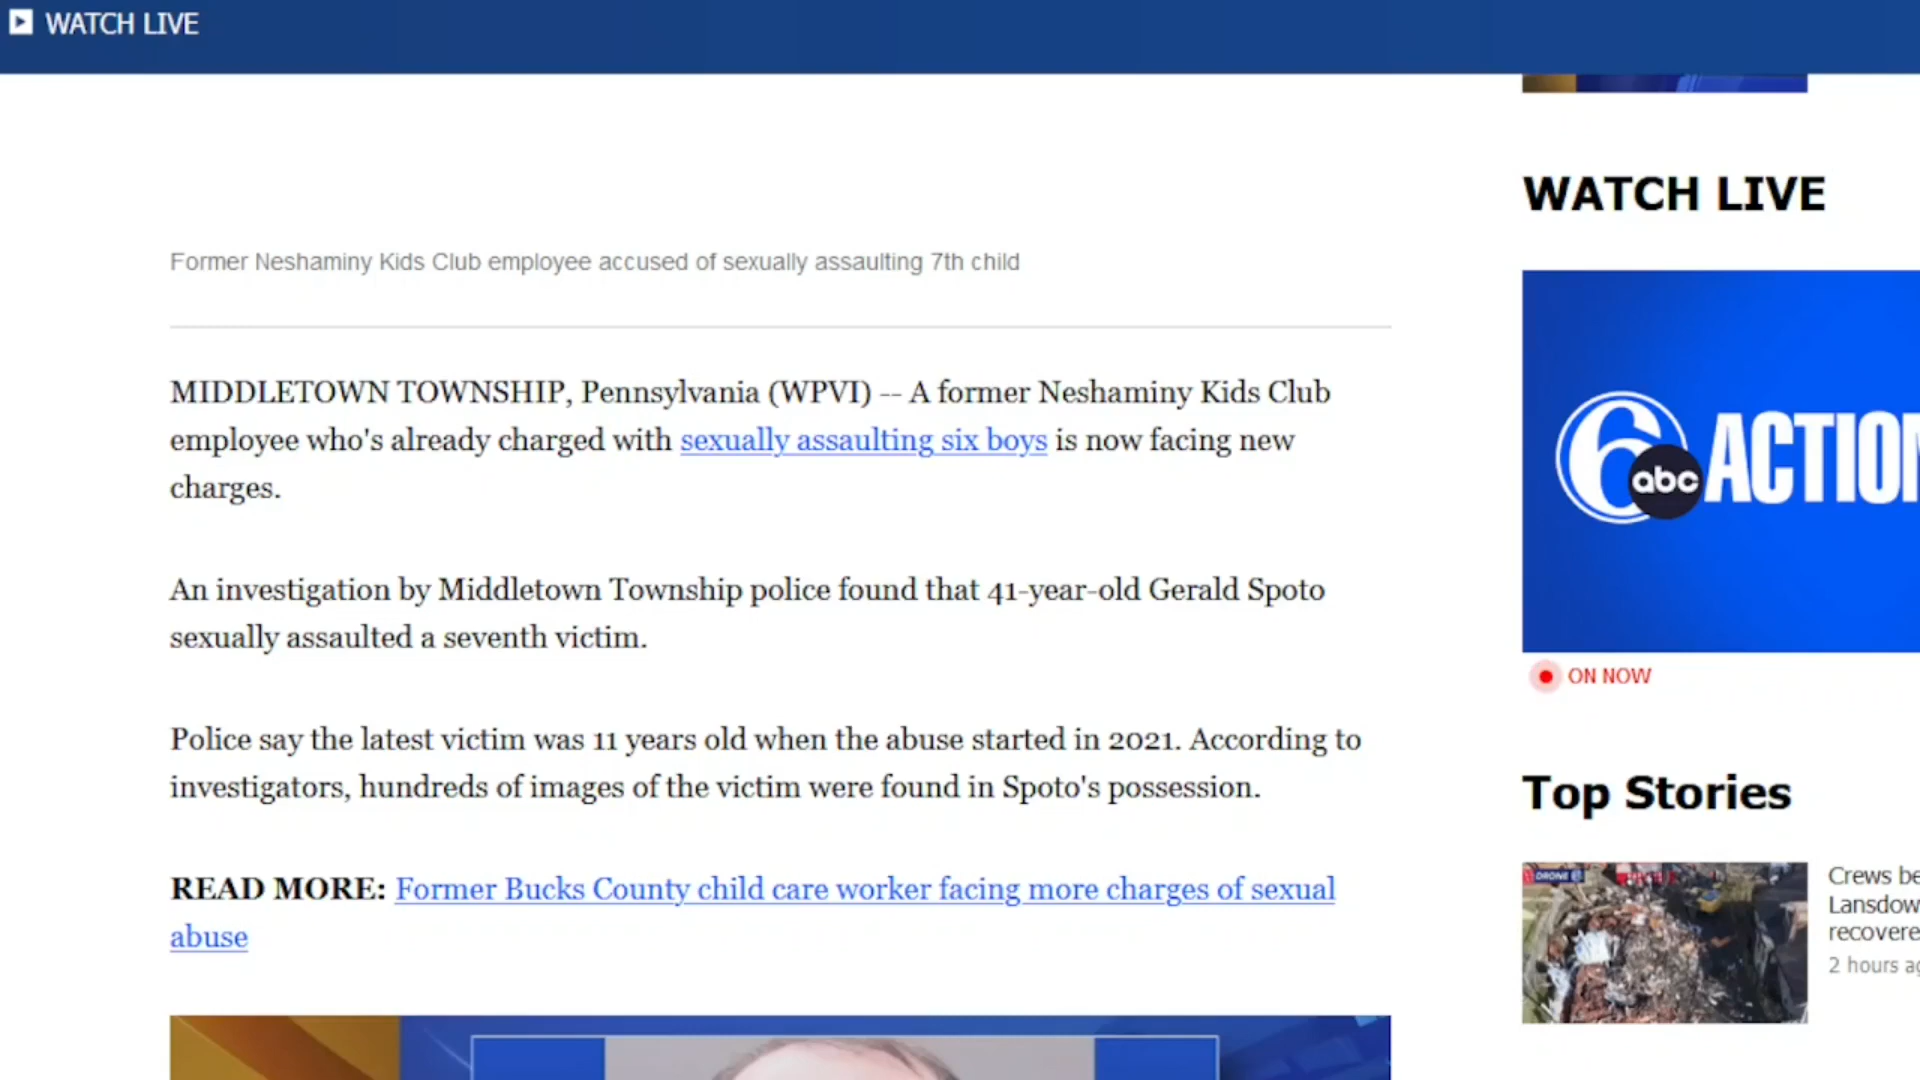 WATCH LIVE
Former Neshaminy Kids Club employee accused of sexually assaulting 7th child
MIDDLETOWN TOWNSHIP, Pennsylvania (WPVI) -- A former Neshaminy Kids Club
employee who's already charged with sexually assaulting six boys is now facing new
charges.
An investigation by Middletown Township police found that 41-year-old Gerald Spoto
sexually assaulted a seventh victim.
Police say the latest victim was 11 years old when the abuse started in 2021. According to
investigators, hundreds of images of the victim were found in Spoto's possession.
READ MORE: Former Bucks County child care worker facing more charges of sexual
abuse
WATCH LIVE
6 abc ACTION
ON NOW
Top Stories
DRONE 6
Crews be
Lansdow
recovere
2 hours ag